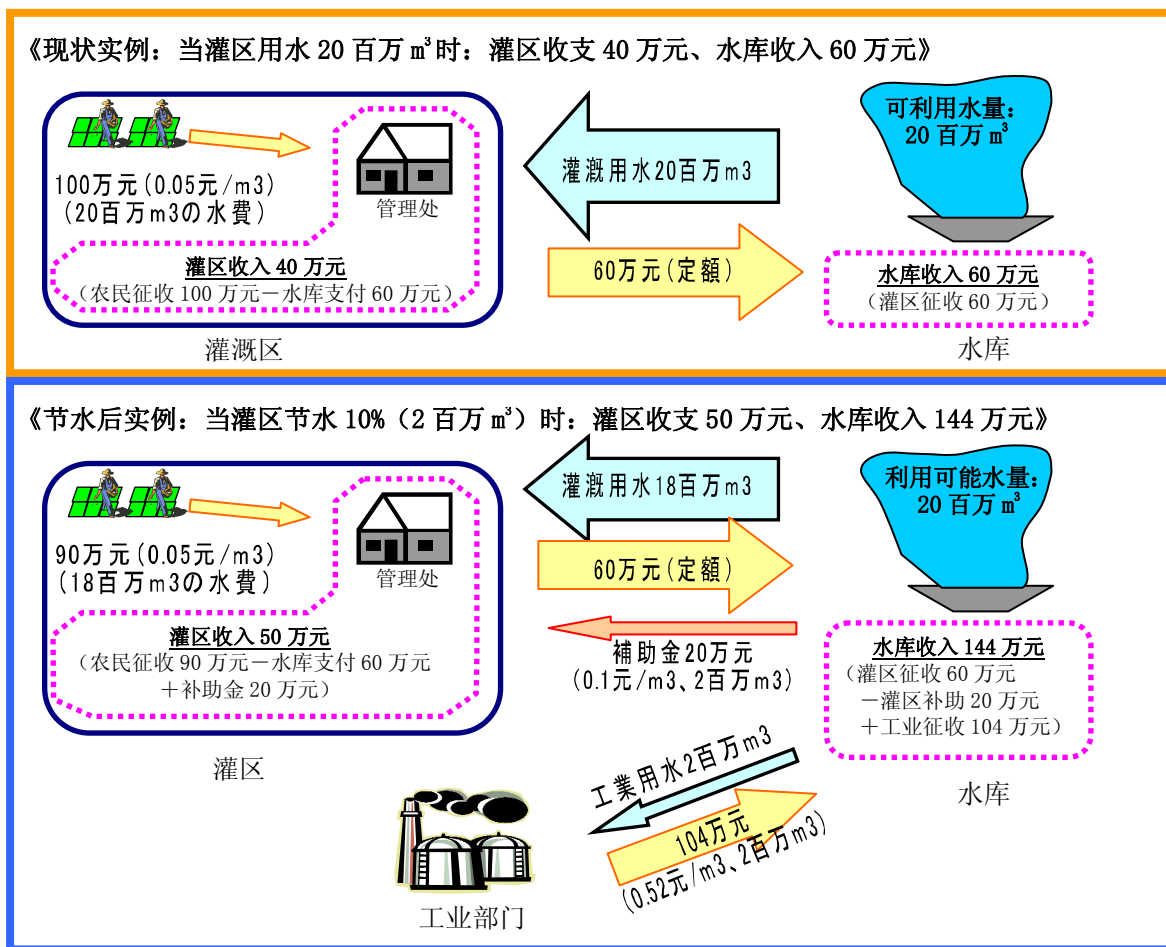 《现状实例：当灌区用水 20 百万㎥时：灌区收支 40 万元、水库收入 60 万元》
100万元(0.05元/m3)
(20百万m3の水費)
管理处
灌区收入 40 万元
（农民征收 100 万元－水库支付 60 万元）
灌溉区
灌溉用水20百万m3
60万元(定額)
可利用水量：
20 百万㎥
水库收入 60 万元
（灌区征收 60 万元）
水库
《节水后实例：当灌区节水 10%（2 百万㎥）时：灌区收支 50 万元、水库收入 144 万元》
90万元(0.05元/m3)
(18百万m3の水費)
管理处
灌区收入 50 万元
（农民征收 90 万元－水库支付 60 万元
＋补助金 20 万元）
灌区
灌溉用水18百万m3
60万元(定額)
補助金20万元
(0.1元/m3、2百万m3)
利用可能水量：
20 百万㎥
水库收入 144 万元
（灌区征收 60 万元
－灌区补助 20 万元
＋工业征收 104 万元）
水库
工業用水2百万m3
104万元
(0.52元/m3、2百万m3)
工业部门